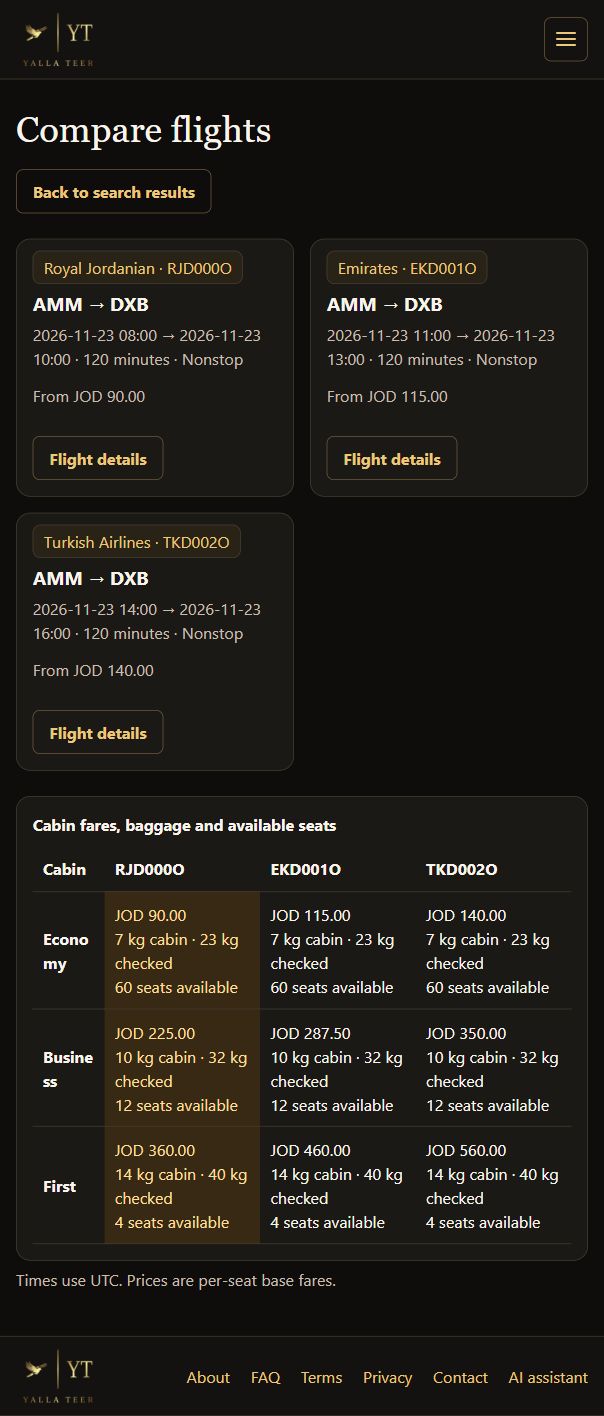 YT
YALLA TEER
Compare flights
Back to search results
Royal Jordanian · RJD000O
AMM → DXB
2026-11-23 08:00 → 2026-11-23
10:00 · 120 minutes · Nonstop
From JOD 90.00
Flight details
Emirates · EKD001O
AMM → DXB
2026-11-23 11:00 → 2026-11-23
13:00 · 120 minutes · Nonstop
From JOD 115.00
Flight details
Turkish Airlines · TKD002O
AMM → DXB
2026-11-23 14:00 → 2026-11-23
16:00 · 120 minutes · Nonstop
From JOD 140.00
Flight details
Cabin fares, baggage and available seats
Cabin RJD000O EKD001O TKD002O
Econo
my
JOD 90.00
7 kg cabin · 23 kg
checked
60 seats available
JOD 115.00
7 kg cabin · 23 kg
checked
60 seats available
JOD 140.00
7 kg cabin · 23 kg
checked
60 seats available
Busine
ss
JOD 225.00
10 kg cabin · 32 kg
checked
12 seats available
JOD 287.50
10 kg cabin · 32 kg
checked
12 seats available
JOD 350.00
10 kg cabin · 32 kg
checked
12 seats available
First
JOD 360.00
14 kg cabin · 40 kg
checked
4 seats available
JOD 460.00
14 kg cabin · 40 kg
checked
4 seats available
JOD 560.00
14 kg cabin · 40 kg
checked
4 seats available
Times use UTC. Prices are per-seat base fares.
YT
YALLA TEER
About FAQ Terms Privacy Contact AI assistant